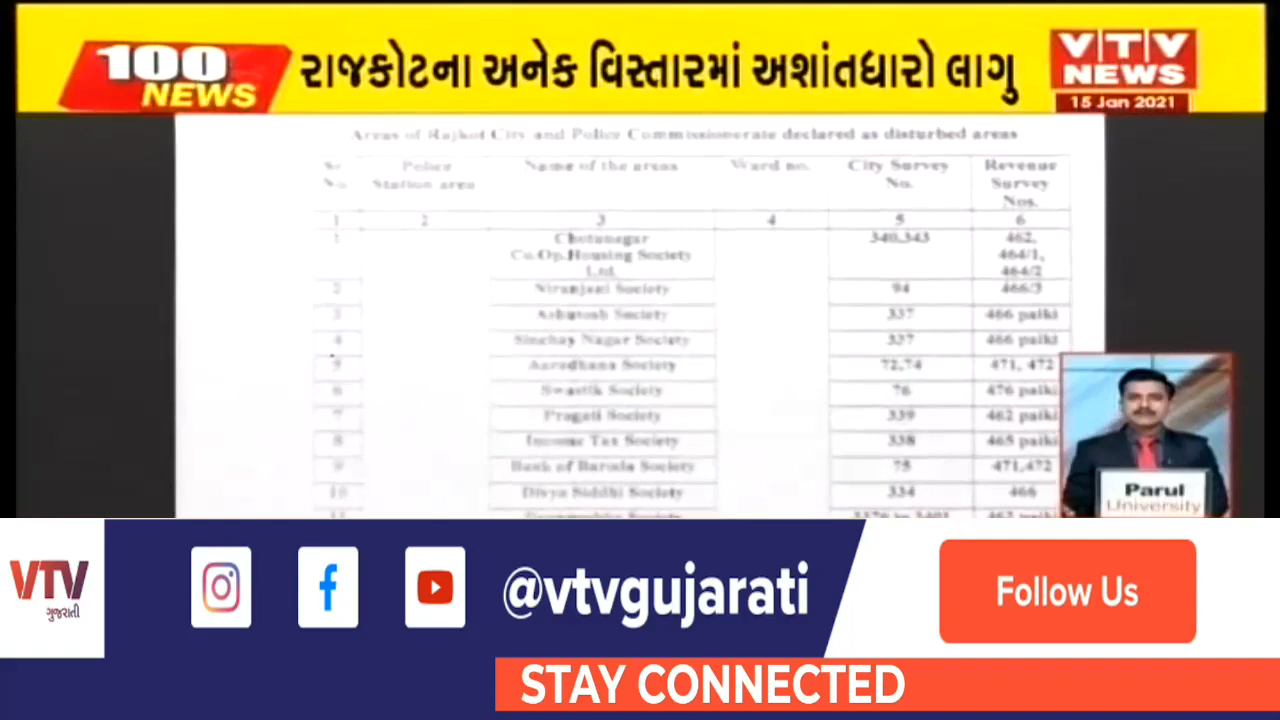 100
NEWS
રાજકોટના અનેક વિસ્તારમાં અશાંતધારો લાગુ
VTV
NEWS
15 Jan 2021
Areas of Rajkot City and Police Commissionerate declared as disturbed areas
Sr. No. Police Station area Name of the areas Ward no. City Survey No. Revenue Survey Nos.
1 2 3 4 5 6
1 Chotunagar Co.Op.Housing Society Ltd. 340,343 462, 464/1, 464/2
2 Niranjani Society 94 466/3
3 Ashutosh Society 337 466 paiki
4 Sinchay Nagar Society 337 466 paiki
5 Aaradhana Society 72,74 471, 472
6 Swastik Society 76 476 paiki
7 Pragati Society 339 462 paiki
8 Income Tax Society 338 465 paiki
9 Bank of Baroda Society 75 471,472
10 Divya Siddhi Society 334 466
Parul
University
VTV
ગુજરાતી
@vtvgujarati
Follow Us
STAY CONNECTED